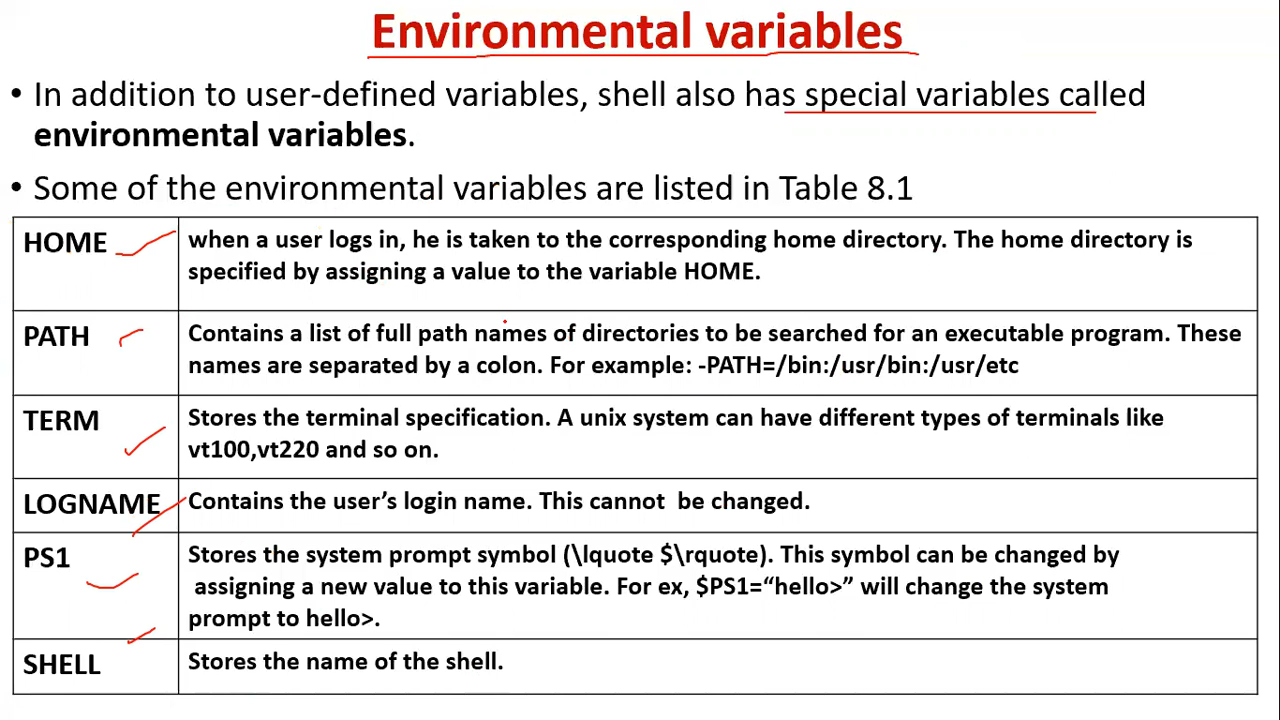 Environmental variables
• In addition to user-defined variables, shell also has special variables called
environmental variables.
• Some of the environmental variables are listed in Table 8.1
HOME
when a user logs in, he is taken to the corresponding home directory. The home directory is
specified by assigning a value to the variable HOME.
PATH
Contains a list of full path names of directories to be searched for an executable program. These
names are separated by a colon. For example: -PATH=/bin:/usr/bin:/usr/etc
TERM
Stores the terminal specification. A unix system can have different types of terminals like
vt100,vt220 and so on.
LOGNAME
Contains the user’s login name. This cannot  be changed.
PS1
Stores the system prompt symbol (\lquote $\rquote). This symbol can be changed by
assigning a new value to this variable. For ex, $PS1=“hello>” will change the system
prompt to hello>.
SHELL
Stores the name of the shell.